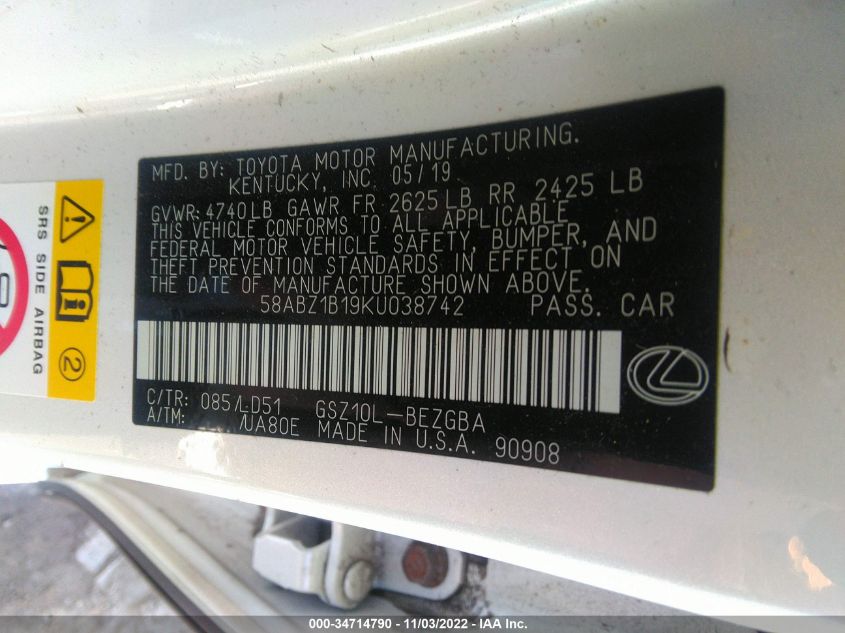 MFD. BY: TOYOTA MOTOR MANUFACTURING.
KENTUCKY, INC. 05/19
GVWR: 4740LB GAWR FR 2625 LB RR 2425 LB
THIS VEHICLE CONFORMS TO ALL APPLICABLE
FEDERAL MOTOR VEHICLE SAFETY, BUMPER, AND
THEFT PREVENTION STANDARDS IN EFFECT ON
THE DATE OF MANUFACTURE SHOWN ABOVE.
58ABZ1B19KU038742 PASS. CAR
C/TR: 085/LD51 GSZ10L-BEZGBA
A/TM: /UA80E MADE IN U.S.A. 90908
SRS SIDE AIRBAG
2
000-34714790 - 11/03/2022 - IAA Inc.